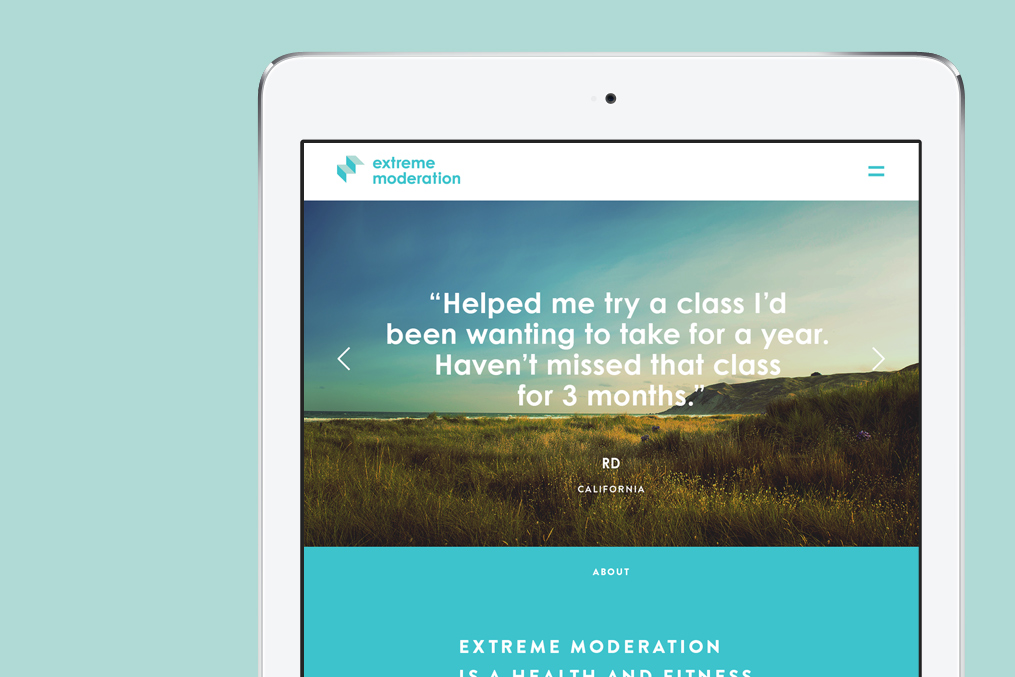 extreme
moderation
“Helped me try a class I’d
been wanting to take for a year.
Haven’t missed that class
for 3 months.”
RD
CALIFORNIA
ABOUT
EXTREME MODERATION
IS A HEALTH AND FITNESS